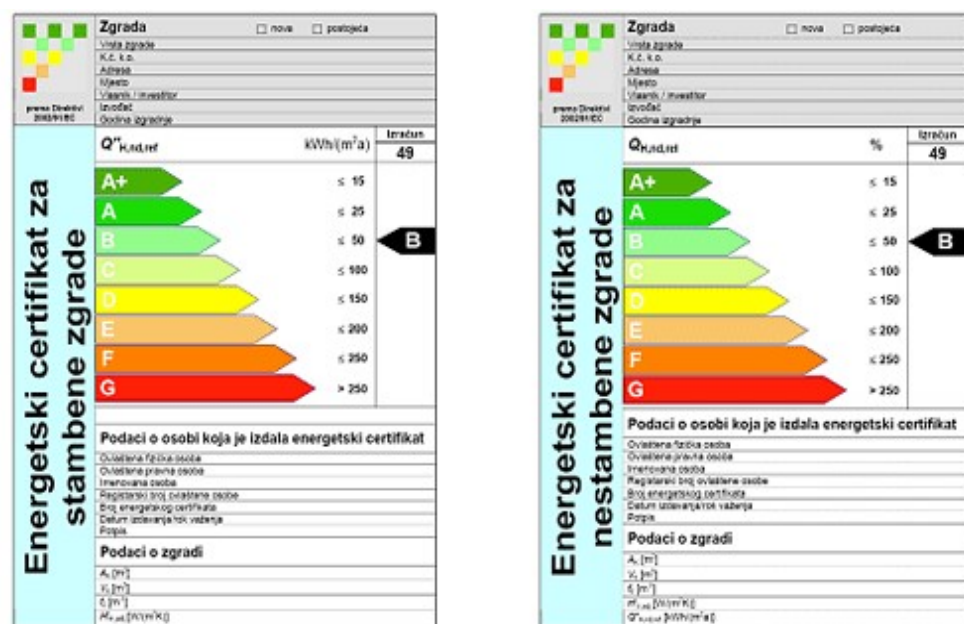 Zgrada
nova
postojeća
Vrsta zgrade
K.č. k.o.
Adresa
Mjesto
Vlasnik / Investitor
Izvođač
Godina izgradnje
prema Direktivi
2002/91/EC
Energetski certifikat za
stambene zgrade
Q"H,nd,ref
kWh/(m²a)
Izračun
49
A+ ≤ 15
A ≤ 25
B ≤ 50 B
C ≤ 100
D ≤ 150
E ≤ 200
F ≤ 250
G > 250
Podaci o osobi koja je izdala energetski certifikat
Ovlaštena fizička osoba
Ovlaštena pravna osoba
Imenovana osoba
Registarski broj ovlaštene osobe
Broj energetskog certifikata
Datum izdavanja/rok važenja
Potpis
Podaci o zgradi
Zgrada
nova
postojeća
Vrsta zgrade
K.č. k.o.
Adresa
Mjesto
Vlasnik / Investitor
Izvođač
Godina izgradnje
prema Direktivi
2002/91/EC
Energetski certifikat za
nestambene zgrade
QH,nd,ref
%
Izračun
49
A+ ≤ 15
A ≤ 25
B ≤ 50 B
C ≤ 100
D ≤ 150
E ≤ 200
F ≤ 250
G > 250
Podaci o osobi koja je izdala energetski certifikat
Ovlaštena fizička osoba
Ovlaštena pravna osoba
Imenovana osoba
Registarski broj ovlaštene osobe
Broj energetskog certifikata
Datum izdavanja/rok važenja
Potpis
Podaci o zgradi